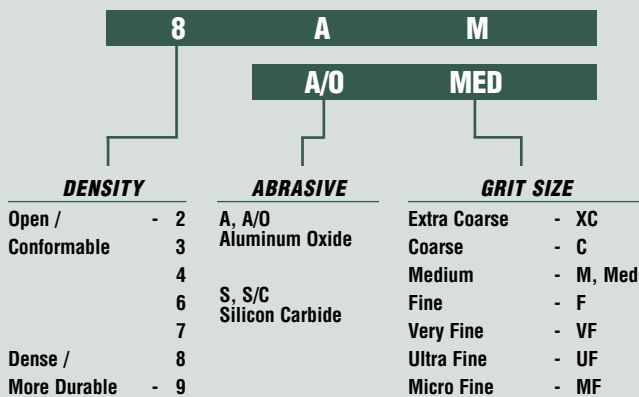 8 A M
A/O MED
DENSITY
Open / - 2
Conformable 3
4
6
7
Dense / 8
More Durable - 9
ABRASIVE
A, A/O
Aluminum Oxide
S, S/C
Silicon Carbide
GRIT SIZE
Extra Coarse - XC
Coarse - C
Medium - M, Med
Fine - F
Very Fine - VF
Ultra Fine - UF
Micro Fine - MF